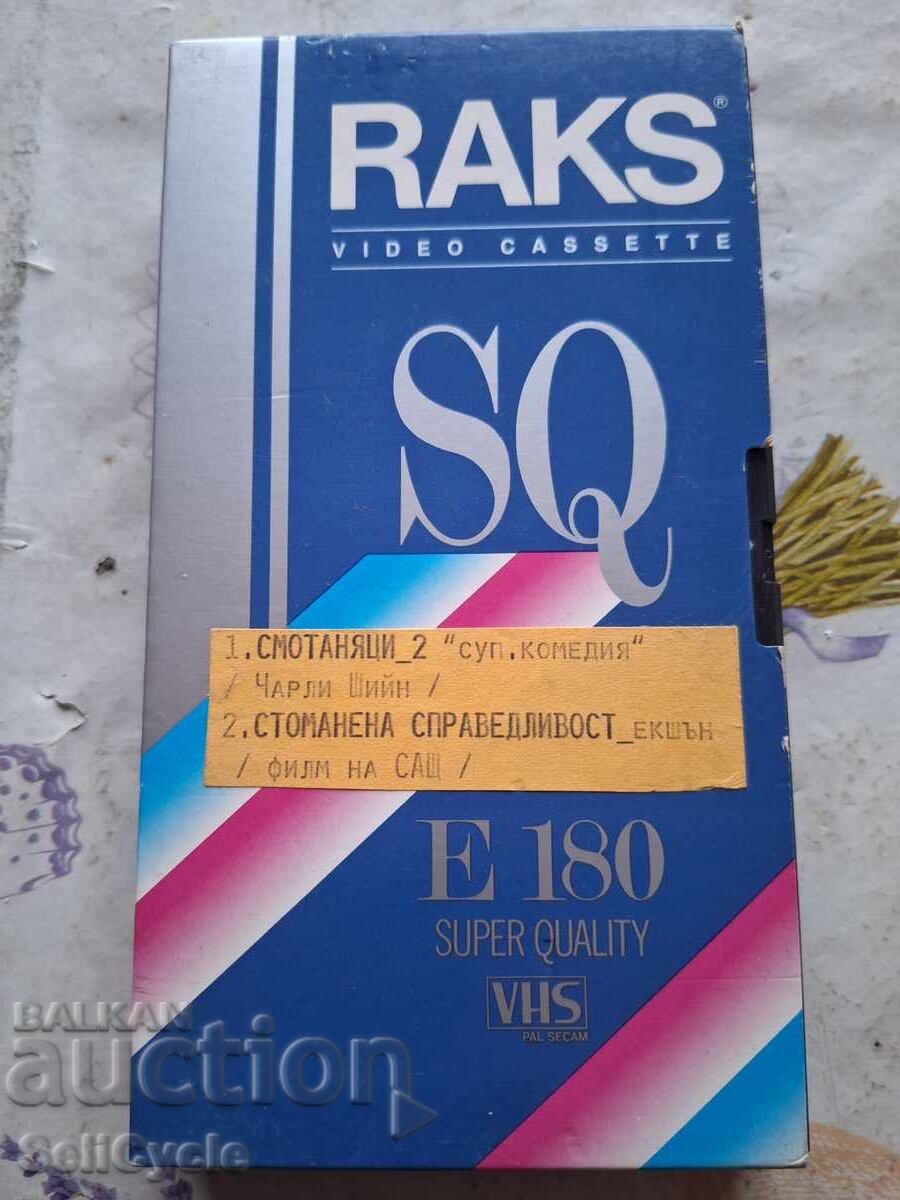 RAKS®
VIDEO CASSETTE
SQ
1.СМОТАНЯЦИ_2 "СУП.КОМЕДИЯ"
/ ЧАРЛИ ШИЙН /
2.СТОМАНЕНА СПРАВЕДЛИВОСТ_ЕКШЪН
/ ФИЛМ НА САЩ /
E 180
SUPER QUALITY
VHS
PAL SECAM
BALKAN
auction
SellCycle